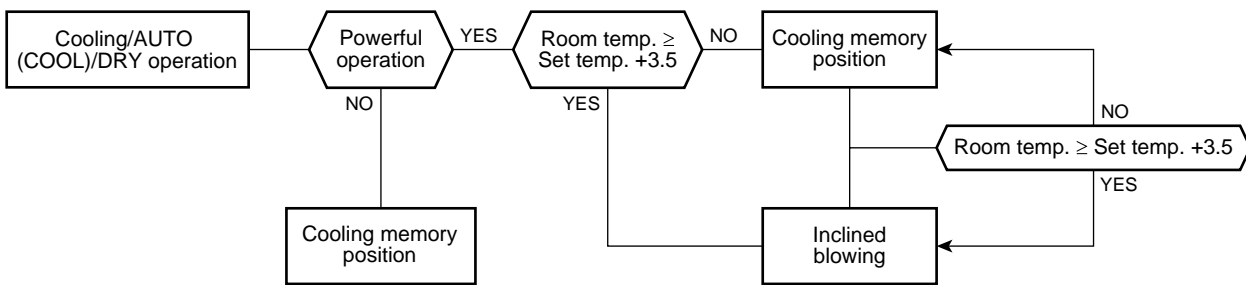 Cooling/AUTO
(COOL)/DRY operation
Powerful
operation
YES
NO
Room temp. ≥
Set temp. +3.5
NO
YES
Cooling memory
position
NO
Room temp. ≥ Set temp. +3.5
YES
Cooling memory
position
Inclined
blowing